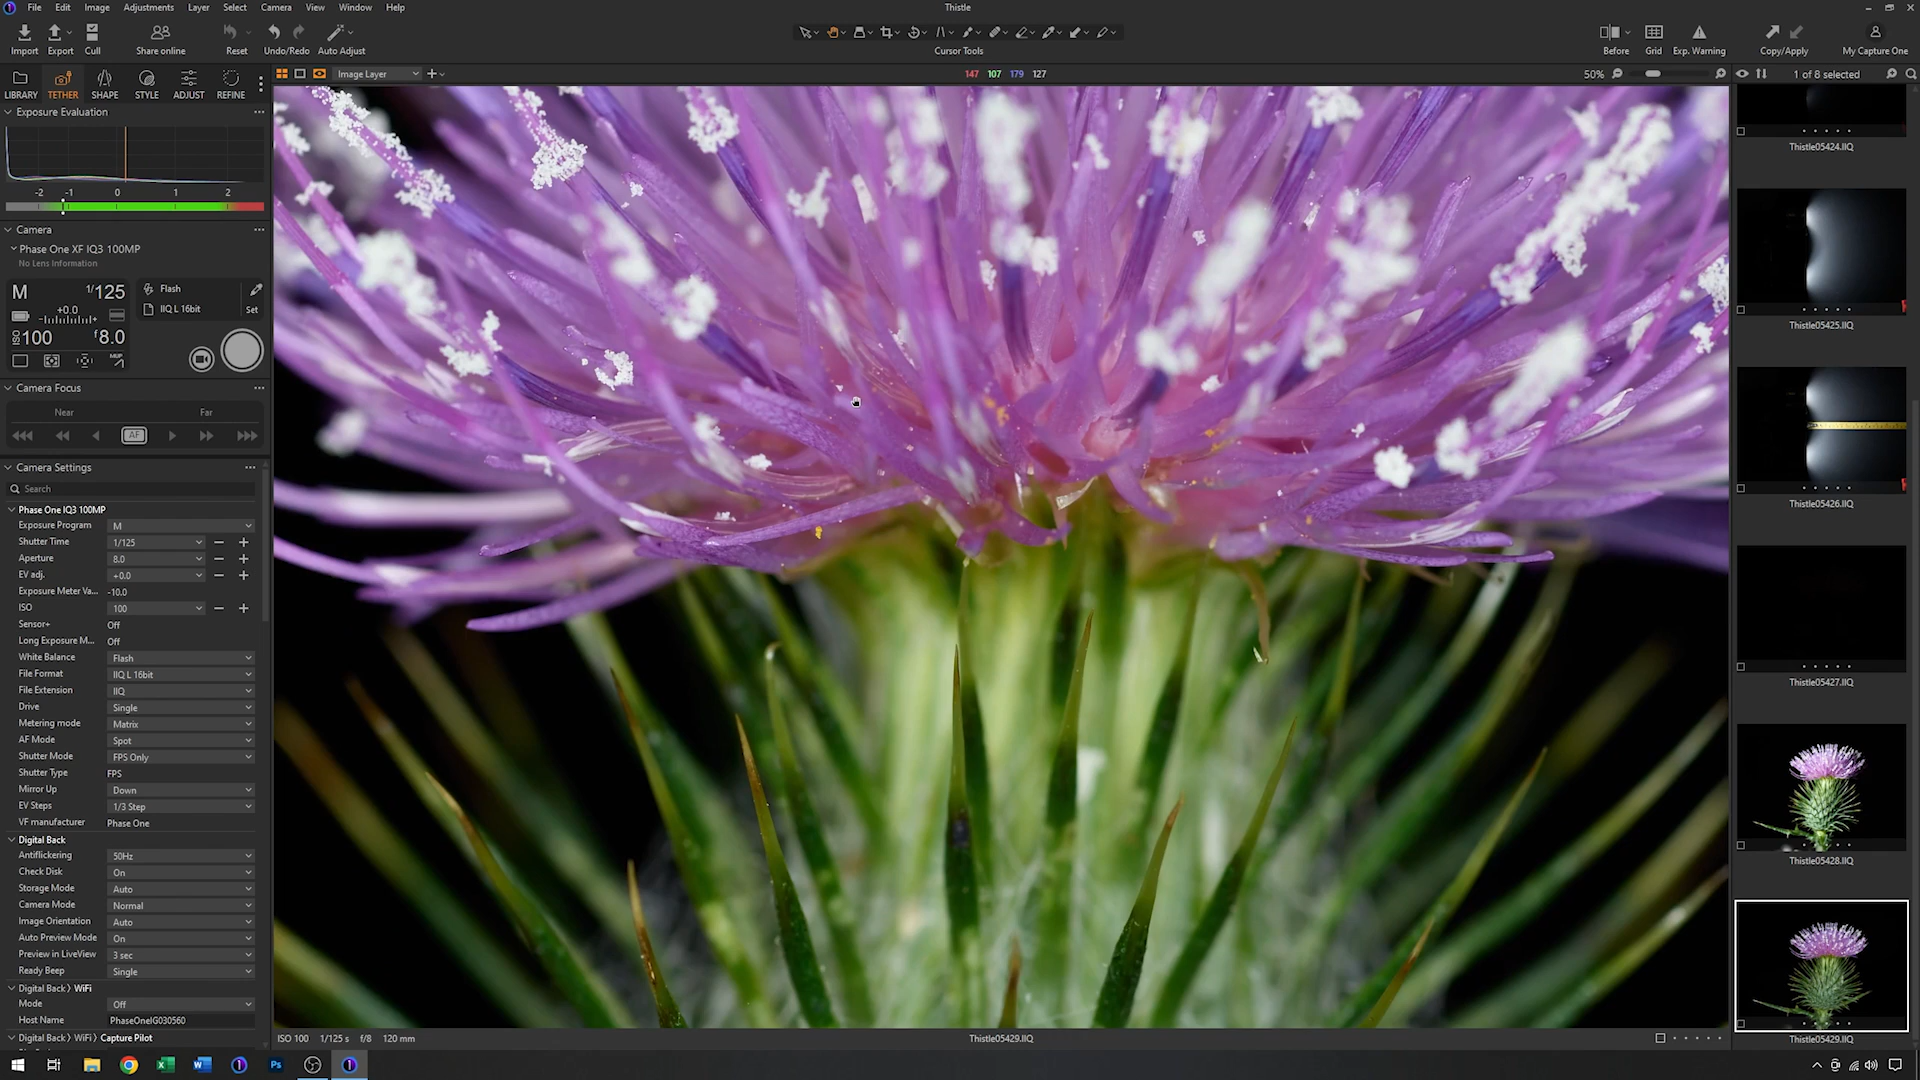 File Edit Image Adjustments Layer Select Camera View Window Help
Thistle
Import Export Cull Share online Reset Undo/Redo Auto Adjust
Cursor Tools
Before Grid Exp. Warning Copy/Apply My Capture One
LIBRARY TETHER SHAPE STYLE ADJUST REFINE
Image Layer
147 107 179 127
50%
1 of 8 selected
Exposure Evaluation
-2 -1 0 1 2
Camera
Phase One XF IQ3 100MP
No Lens Information
M 1/125
Flash
+0.0
IIQ L 16bit
Set
ISO 100 f8.0
MUP
Camera Focus
Near Far
AF
Camera Settings
Search
Phase One IQ3 100MP
Exposure Program M
Shutter Time 1/125
Aperture 8.0
EV adj. +0.0
Exposure Meter Va... -10.0
ISO 100
Sensor+ Off
Long Exposure M... Off
White Balance Flash
File Format IIQ L 16bit
File Extension IIQ
Drive Single
Metering mode Matrix
AF Mode Spot
Shutter Mode FPS Only
Shutter Type FPS
Mirror Up Down
EV Steps 1/3 Step
VF manufacturer Phase One
Digital Back
Antiflickering 50Hz
Check Disk On
Storage Mode Auto
Camera Mode Normal
Image Orientation Auto
Auto Preview Mode On
Preview in LiveView 3 sec
Ready Beep Single
Digital Back > WiFi
Mode Off
Host Name PhaseOneIG030560
Digital Back > WiFi > Capture Pilot
ISO 100 1/125 s f/8 120 mm
Thistle05429.IIQ
Thistle05424.IIQ
Thistle05425.IIQ
Thistle05426.IIQ
Thistle05427.IIQ
Thistle05428.IIQ
Thistle05429.IIQ
Ps